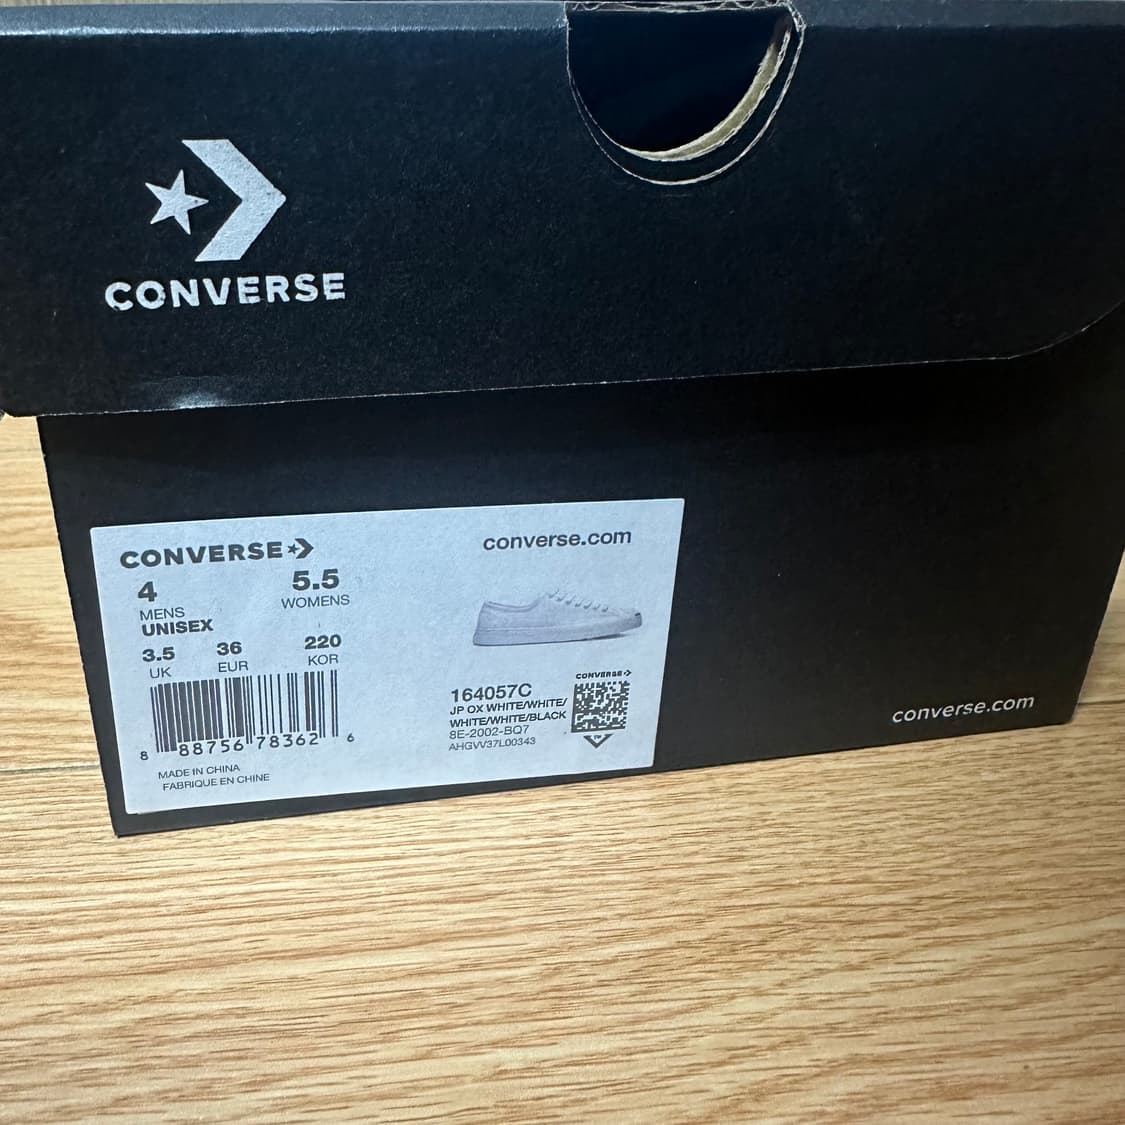 CONVERSE
CONVERSE
converse.com
4
5.5
MENS
WOMENS
UNISEX
3.5
36
220
UK
EUR
KOR
8 88756 78362 6
MADE IN CHINA
FABRIQUE EN CHINE
CONVERSE
164057C
JP OX WHITE/WHITE/
WHITE/WHITE/BLACK
8E-2002-BQ7
AHGVV37L00343
converse.com